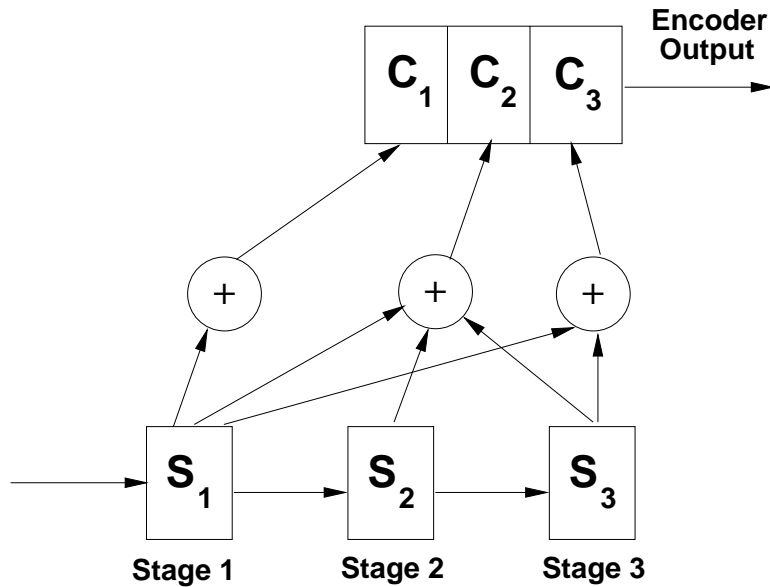 Encoder
Output
C1 C2 C3
+ + +
S1 S2 S3
Stage 1 Stage 2 Stage 3